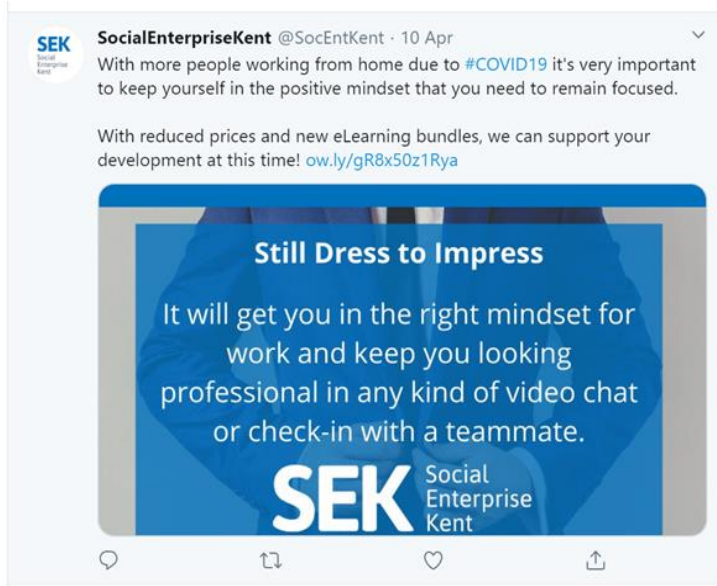 SEK
Social
Enterprise
Kent
SocialEnterpriseKent @SocEntKent · 10 Apr
With more people working from home due to #COVID19 it's very important
to keep yourself in the positive mindset that you need to remain focused.
With reduced prices and new eLearning bundles, we can support your
development at this time! ow.ly/gR8x50z1Rya
Still Dress to Impress
It will get you in the right mindset for
work and keep you looking
professional in any kind of video chat
or check-in with a teammate.
SEK
Social
Enterprise
Kent